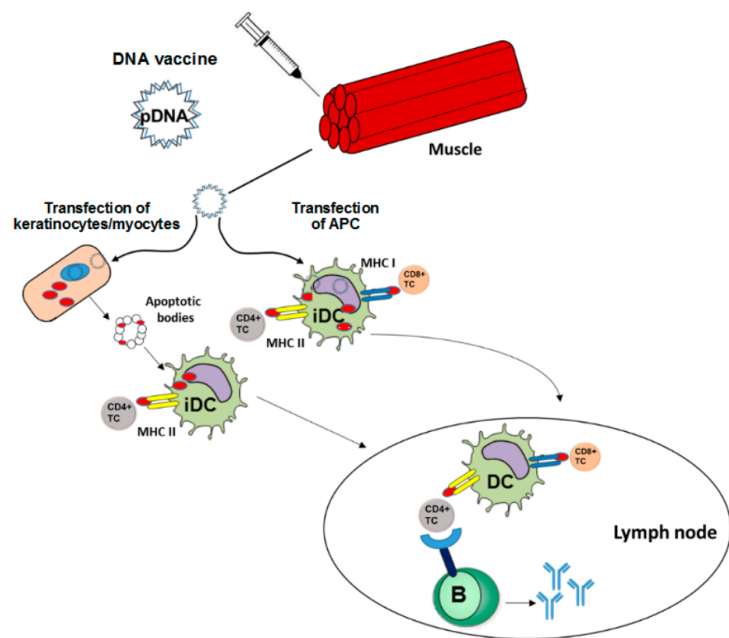 DNA vaccine
pDNA
Muscle
Transfection of
keratinocytes/myocytes
Transfection
of APC
MHC I
CD8+
TC
iDC
CD4+
TC
MHC II
Apoptotic
bodies
iDC
CD4+
TC
MHC II
DC
CD8+
TC
CD4+
TC
Lymph node
B